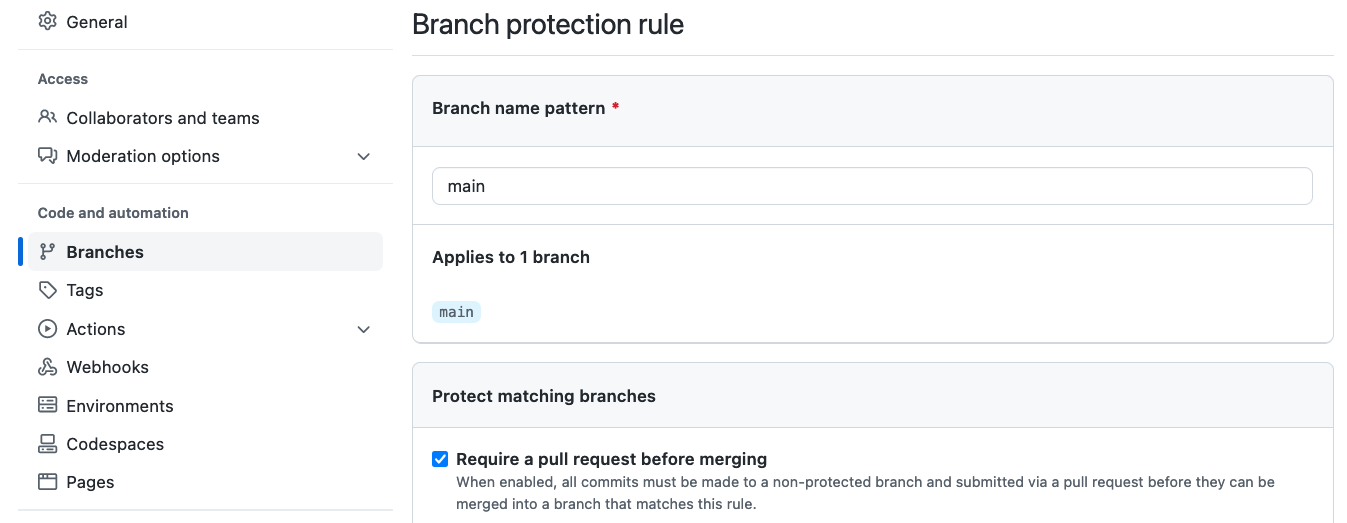 General
Access
Collaborators and teams
Moderation options
Code and automation
Branches
Tags
Actions
Webhooks
Environments
Codespaces
Pages
Branch protection rule
Branch name pattern *
main
Applies to 1 branch
main
Protect matching branches
Require a pull request before merging
When enabled, all commits must be made to a non-protected branch and submitted via a pull request before they can be
merged into a branch that matches this rule.